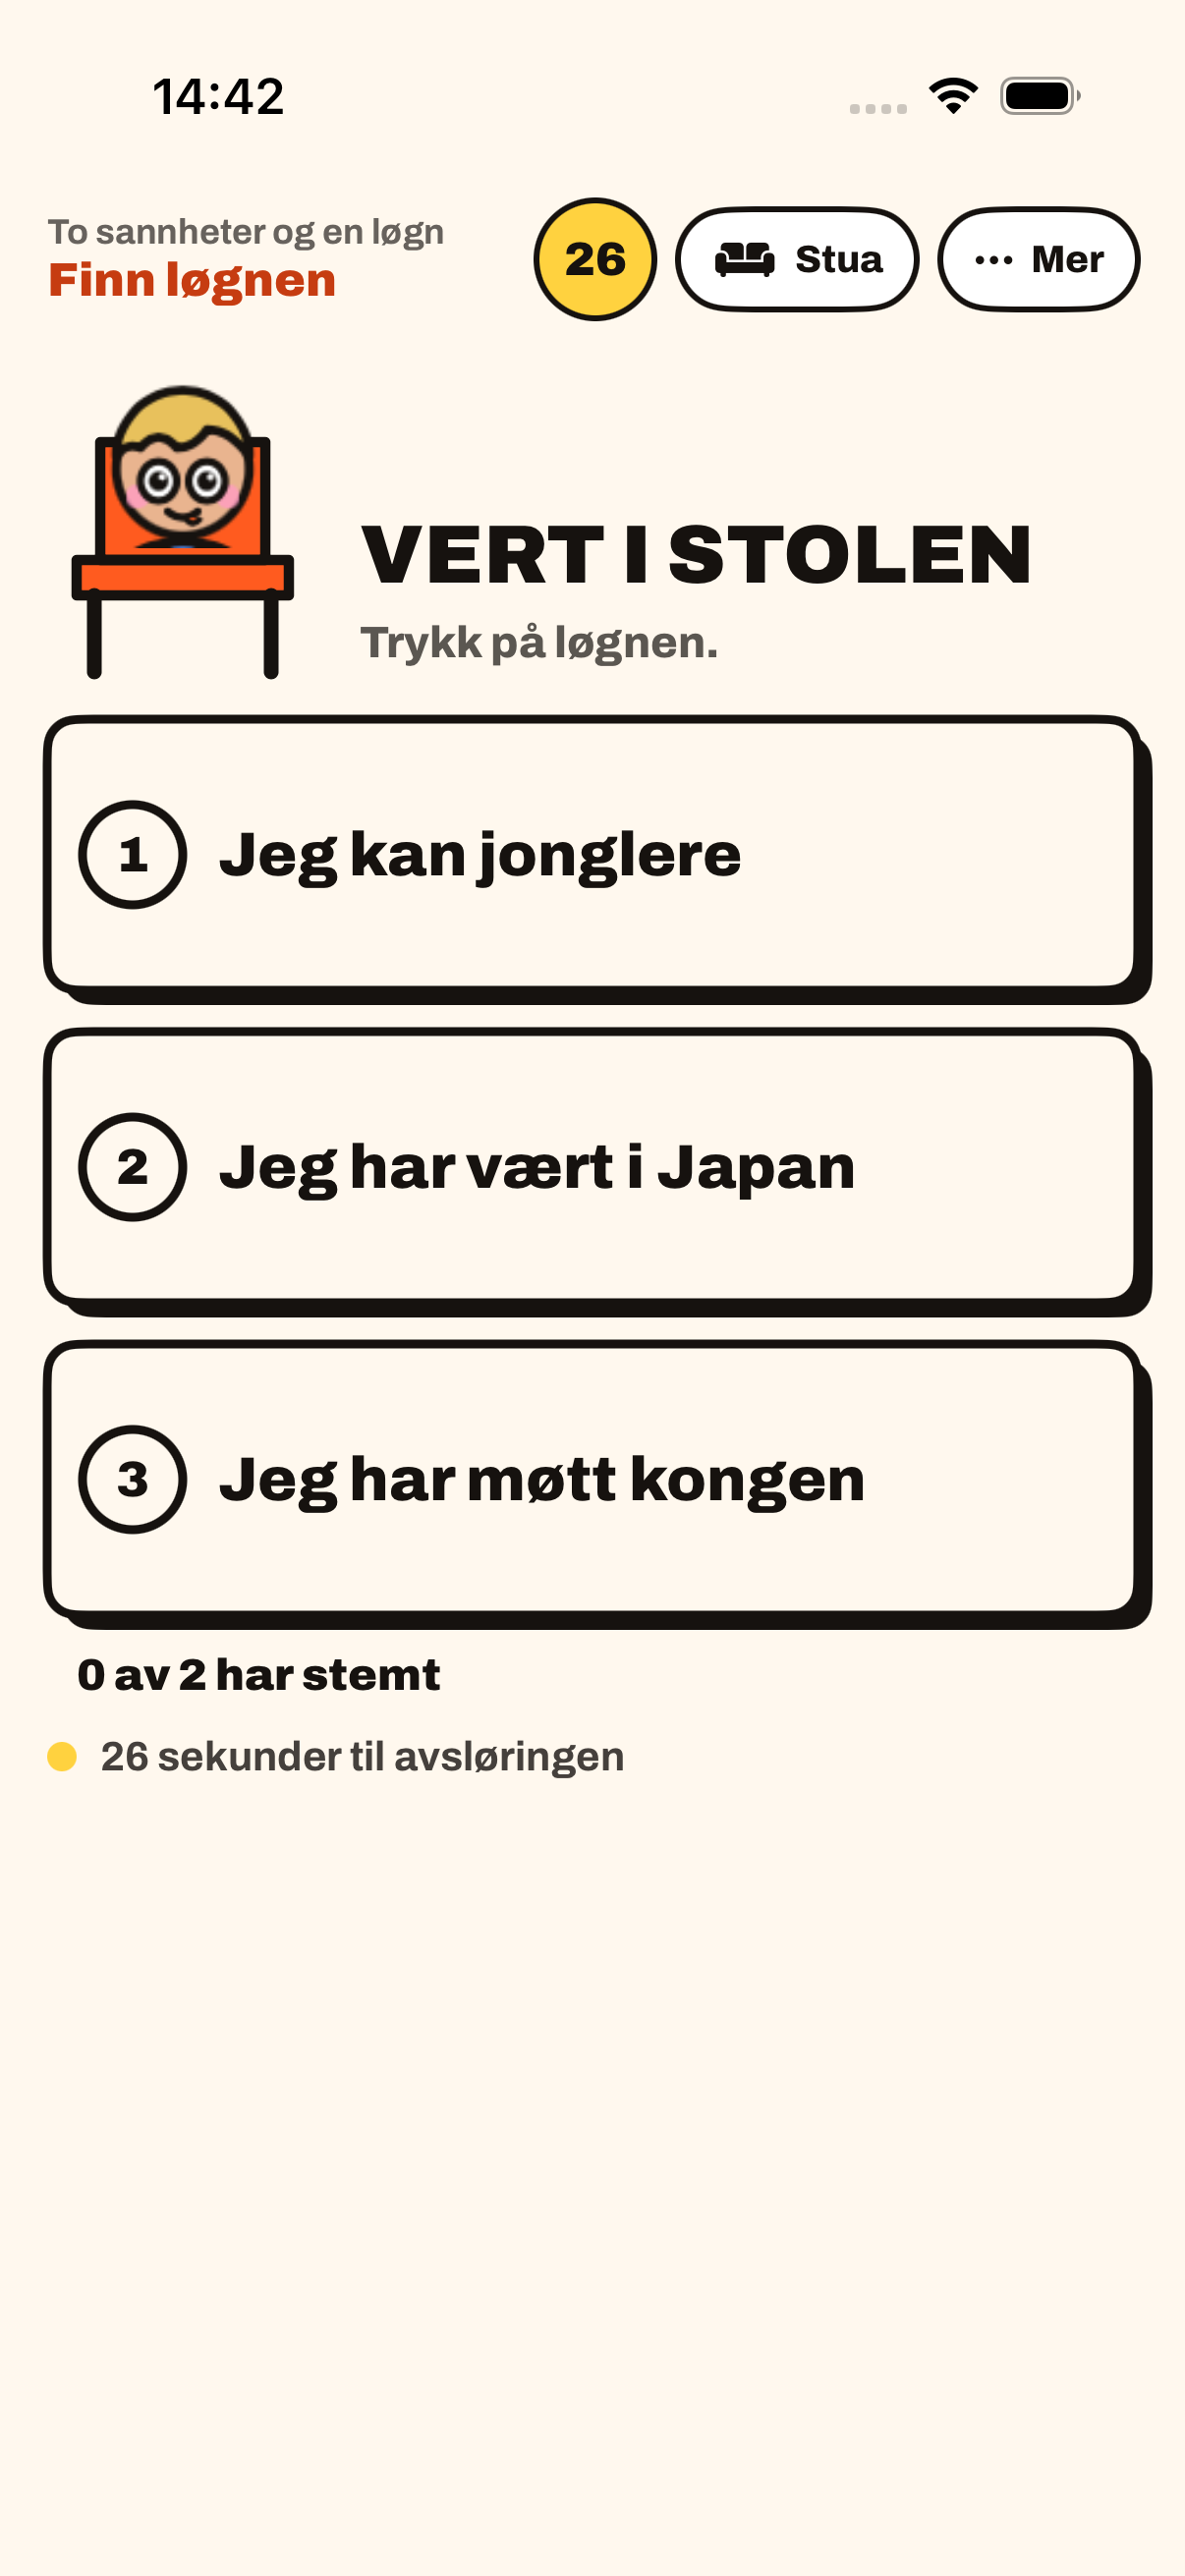 14:42
To sannheter og en løgn
Finn løgnen
26
Stua
Mer
VERT I STOLEN
Trykk på løgnen.
1 Jeg kan jonglere
2 Jeg har vært i Japan
3 Jeg har møtt kongen
0 av 2 har stemt
26 sekunder til avsløringen